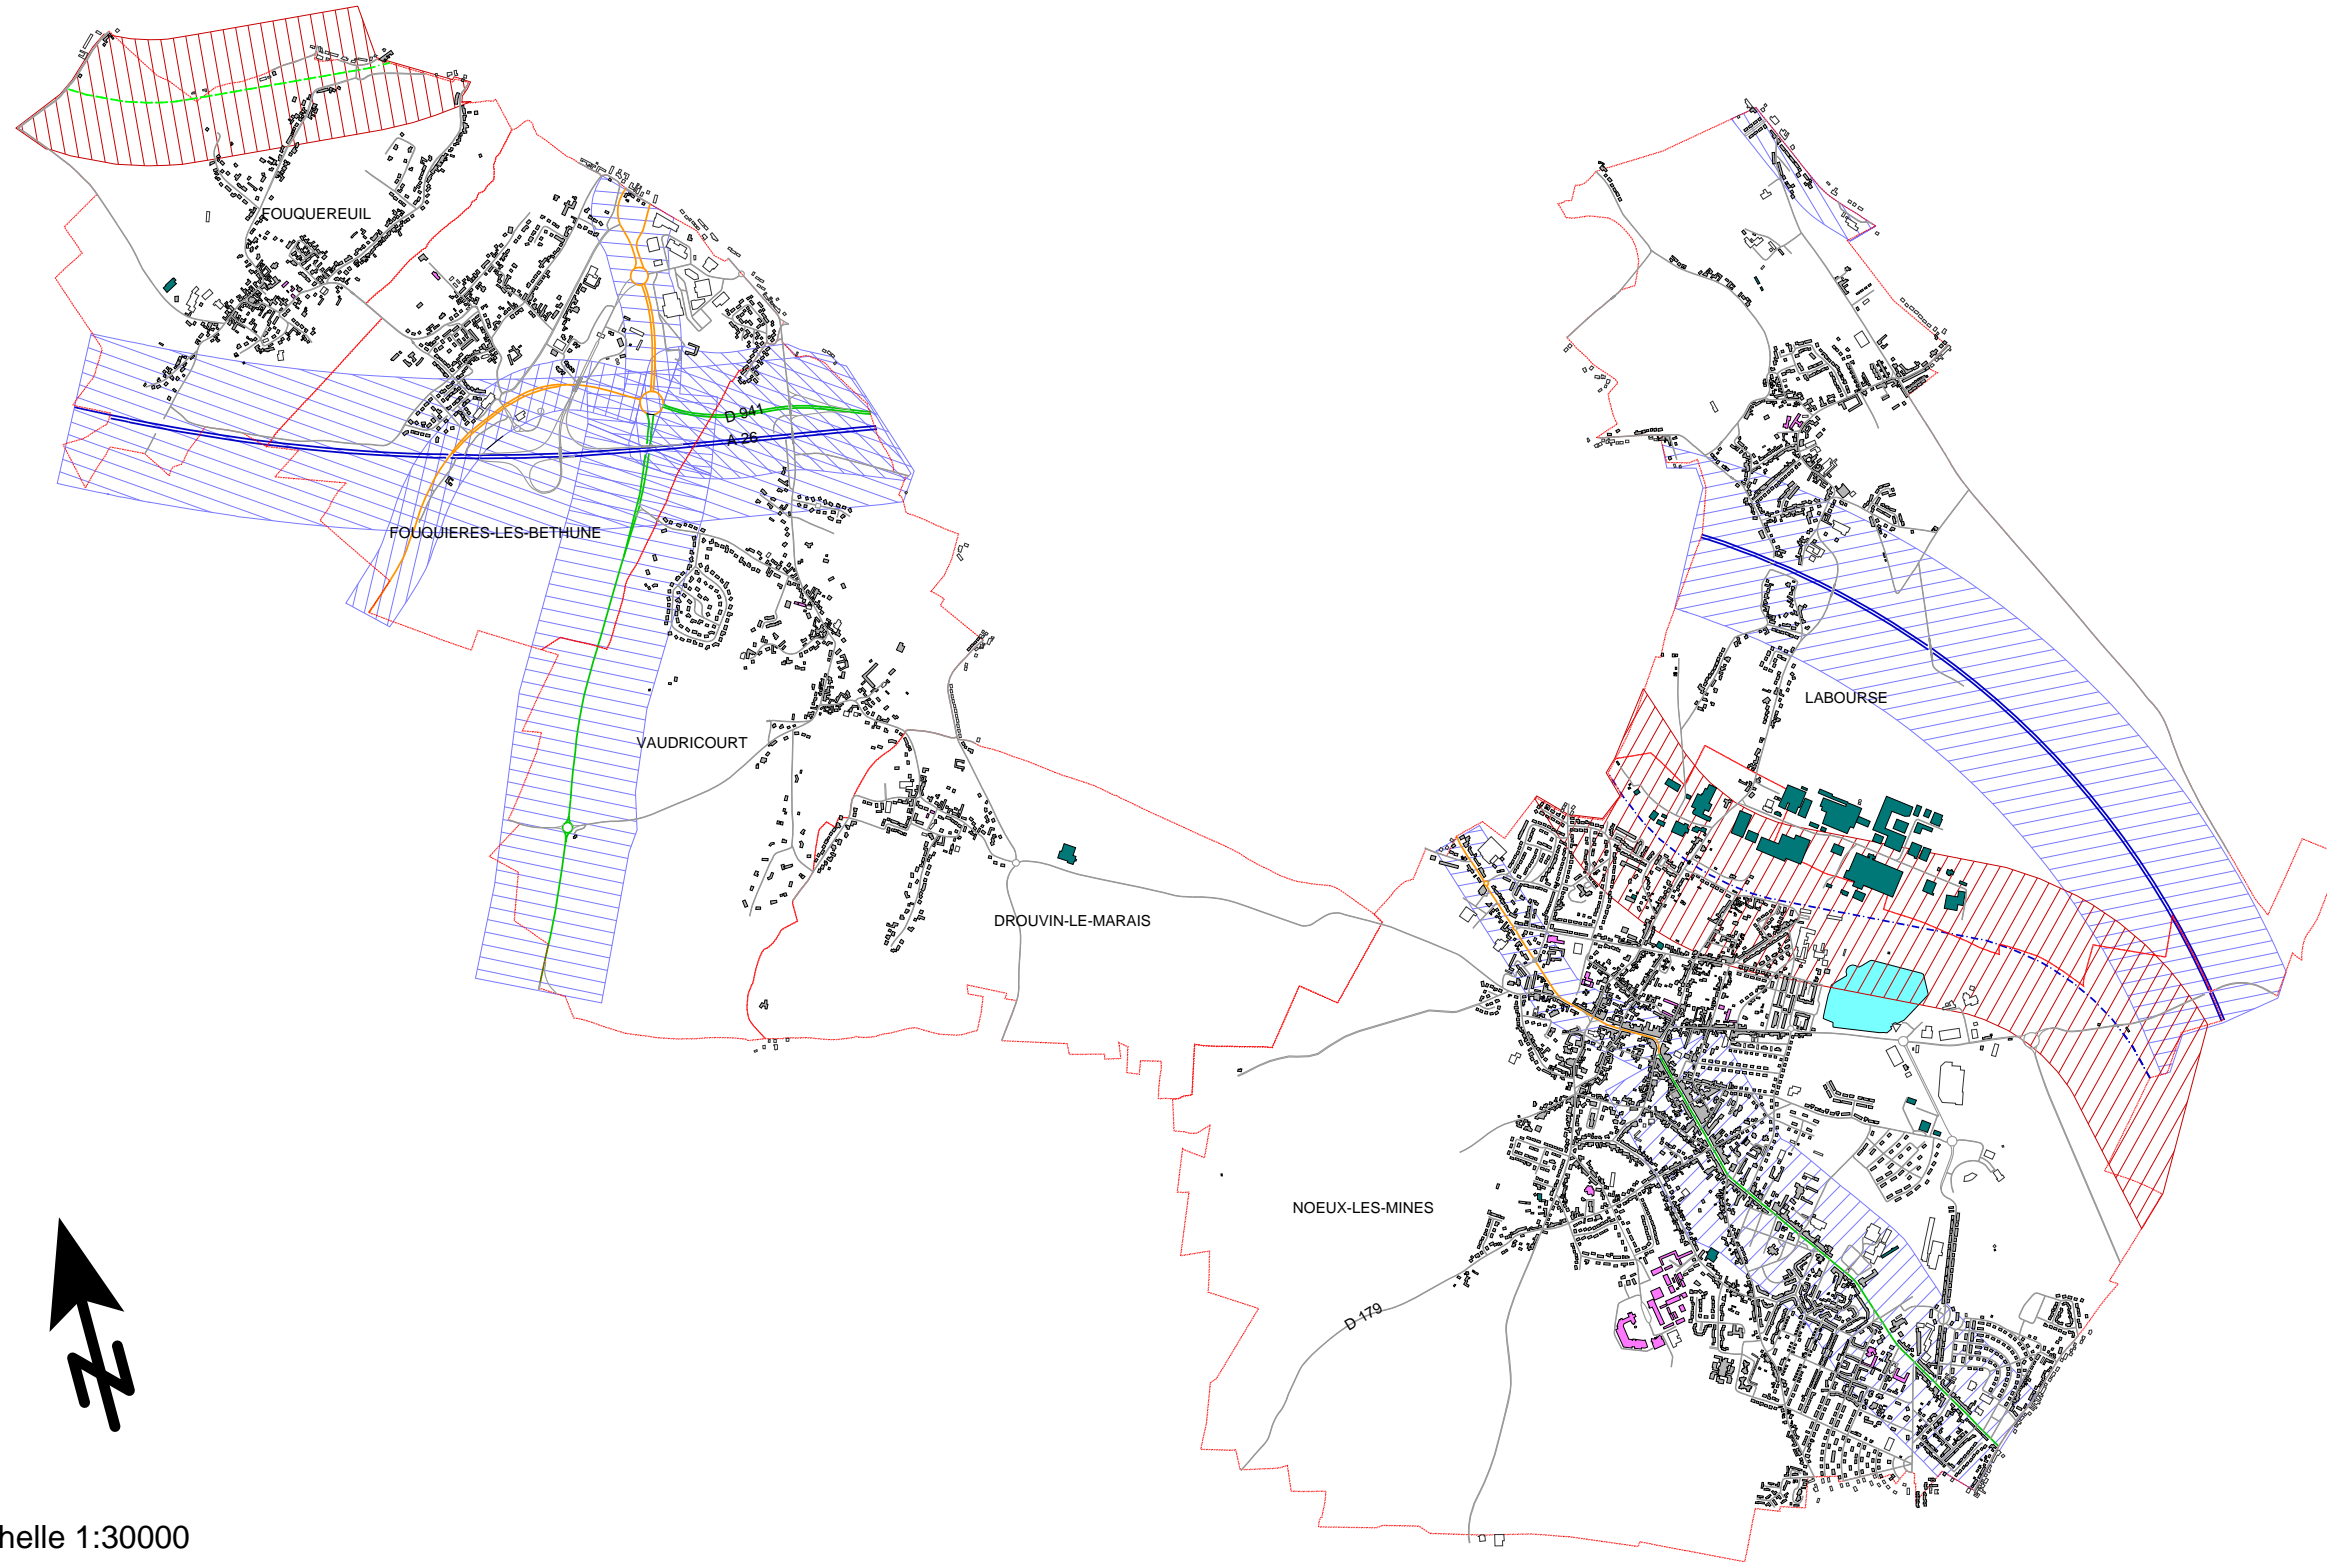 FOUQUEREUIL
D 941
A 26
FOUQUIERES-LES-BETHUNE
LABOURSE
VAUDRICOURT
DROUVIN-LE-MARAIS
NOEUX-LES-MINES
D 179
helle 1:30000